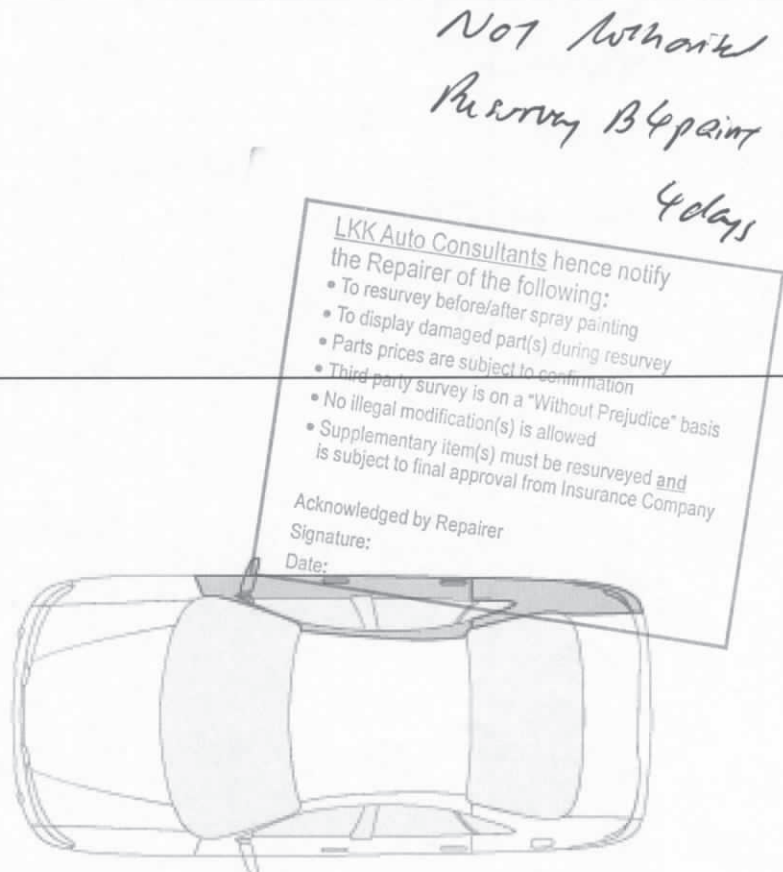 Not Authorised
Resurvey B4 paint
4 days
LKK Auto Consultants hence notify
the Repairer of the following:
• To resurvey before/after spray painting
• To display damaged part(s) during resurvey
• Parts prices are subject to confirmation
• Third party survey is on a "Without Prejudice" basis
• No illegal modification(s) is allowed
• Supplementary item(s) must be resurveyed and
is subject to final approval from Insurance Company
Acknowledged by Repairer
Signature:
Date: